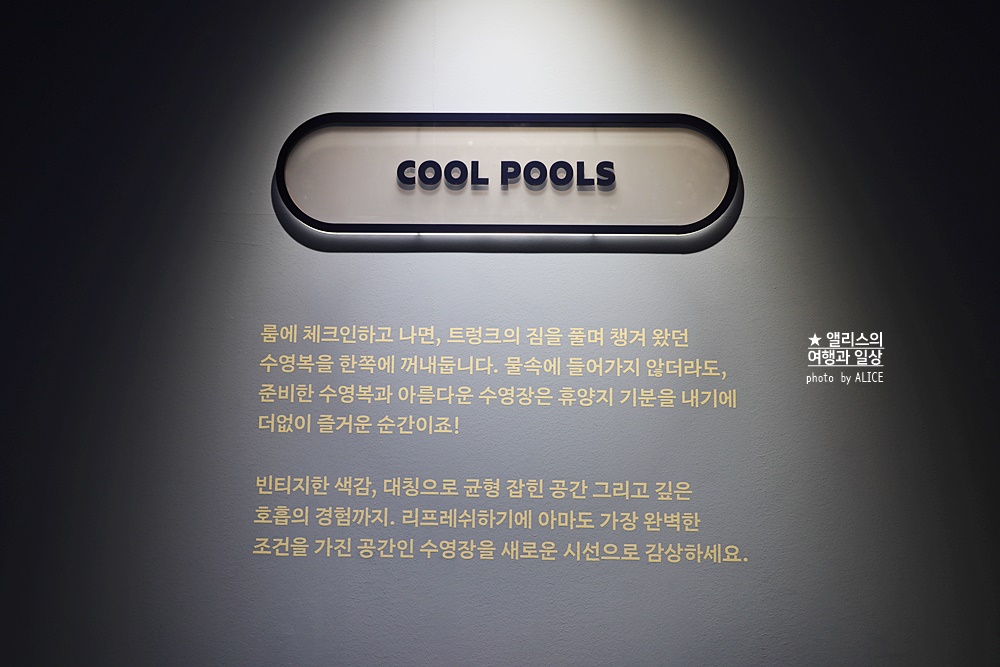 COOL POOLS
룸에 체크인하고 나면, 트렁크의 짐을 풀며 챙겨 왔던
수영복을 한쪽에 꺼내둡니다. 물속에 들어가지 않더라도,
준비한 수영복과 아름다운 수영장은 휴양지 기분을 내기에
더없이 즐거운 순간이죠!
빈티지한 색감, 대칭으로 균형 잡힌 공간 그리고 깊은
호흡의 경험까지. 리프레쉬하기에 아마도 가장 완벽한
조건을 가진 공간인 수영장을 새로운 시선으로 감상하세요.
★ 앨리스의
여행과 일상
photo by ALICE